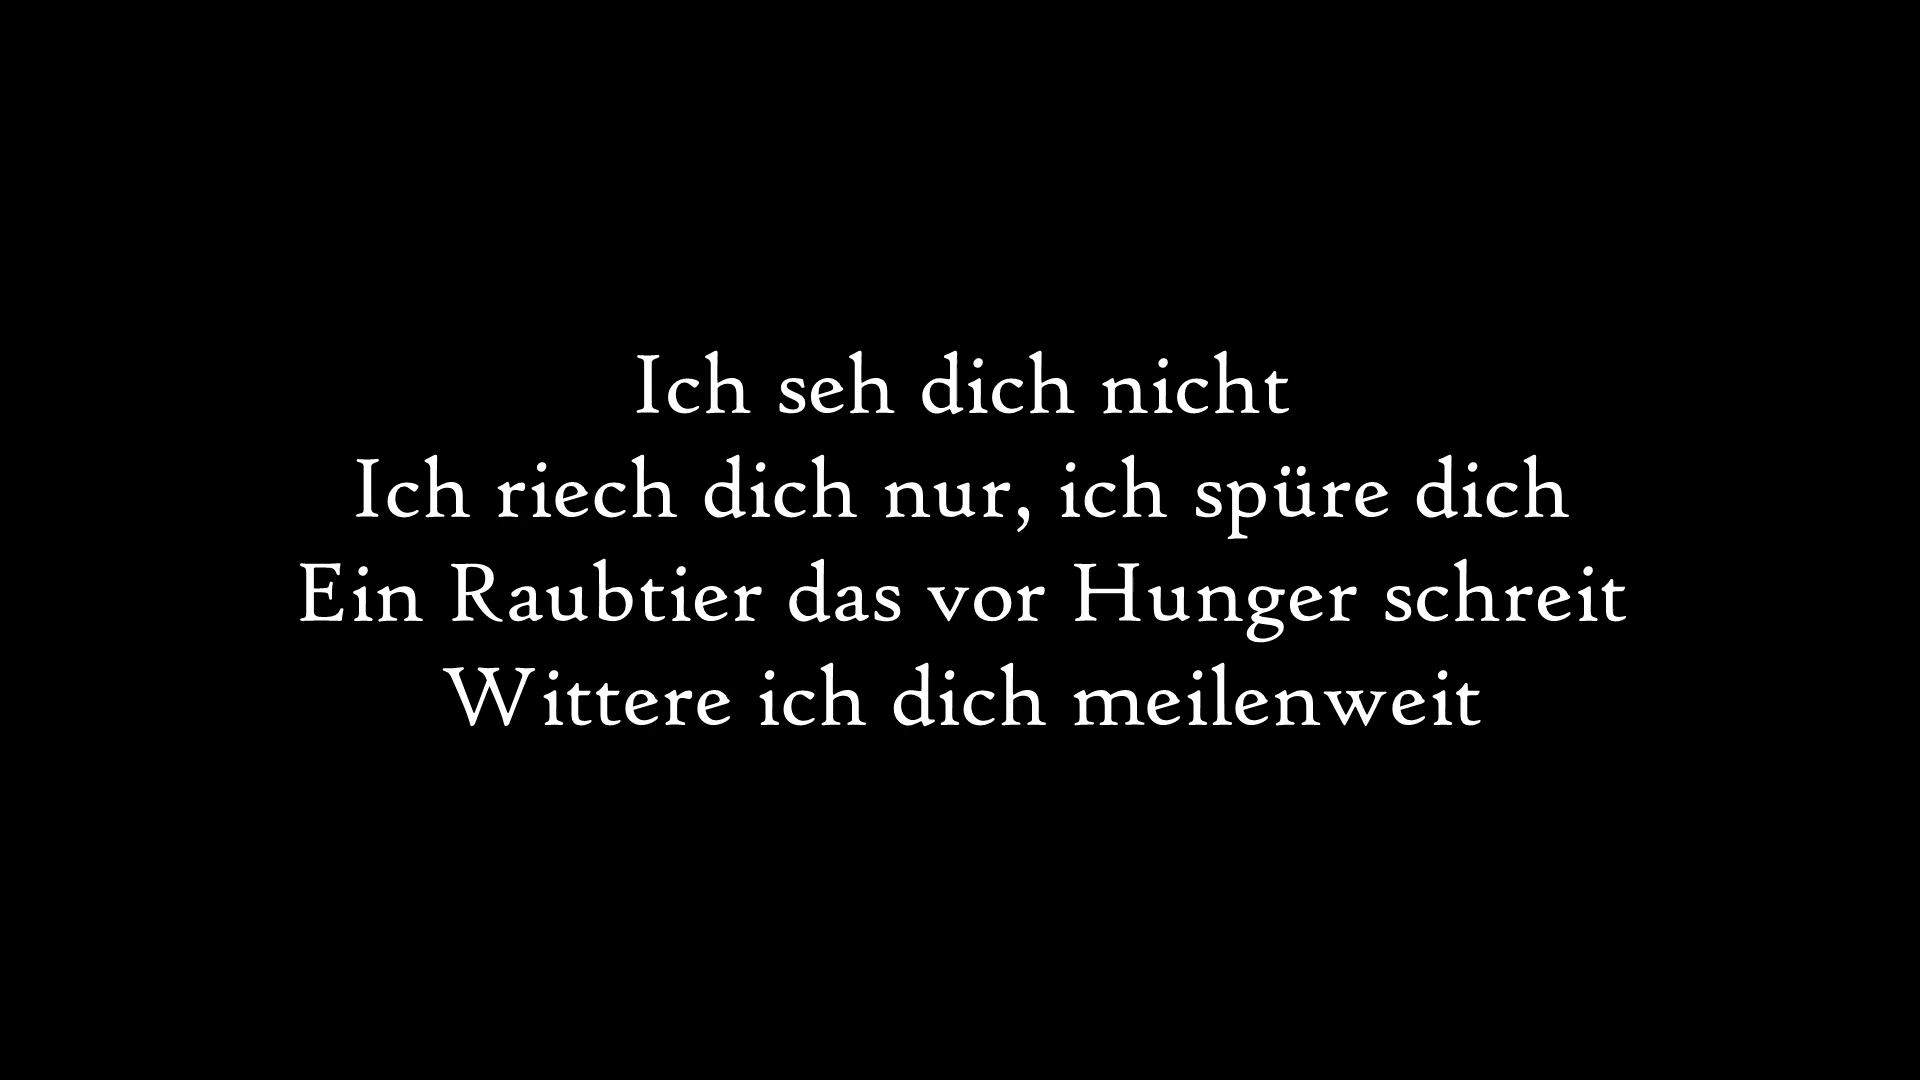 Ich seh dich nicht
Ich riech dich nur, ich spüre dich
Ein Raubtier das vor Hunger schreit
Wittere ich dich meilenweit